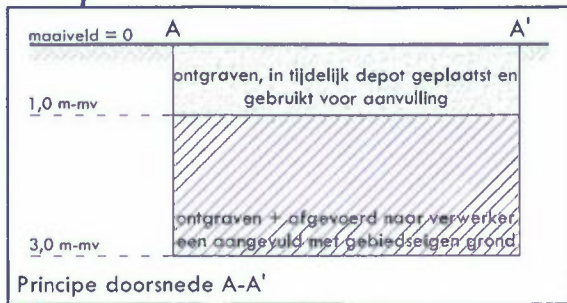 maaiveld = 0
A
A'
ontgraven, in tijdelijk depot geplaatst en
gebruikt voor aanvulling
1,0 m-mv
ontgraven + afgevoerd naar verwerker
een aangevuld met gebiedseigen grond
3,0 m-mv
Principe doorsnede A-A'